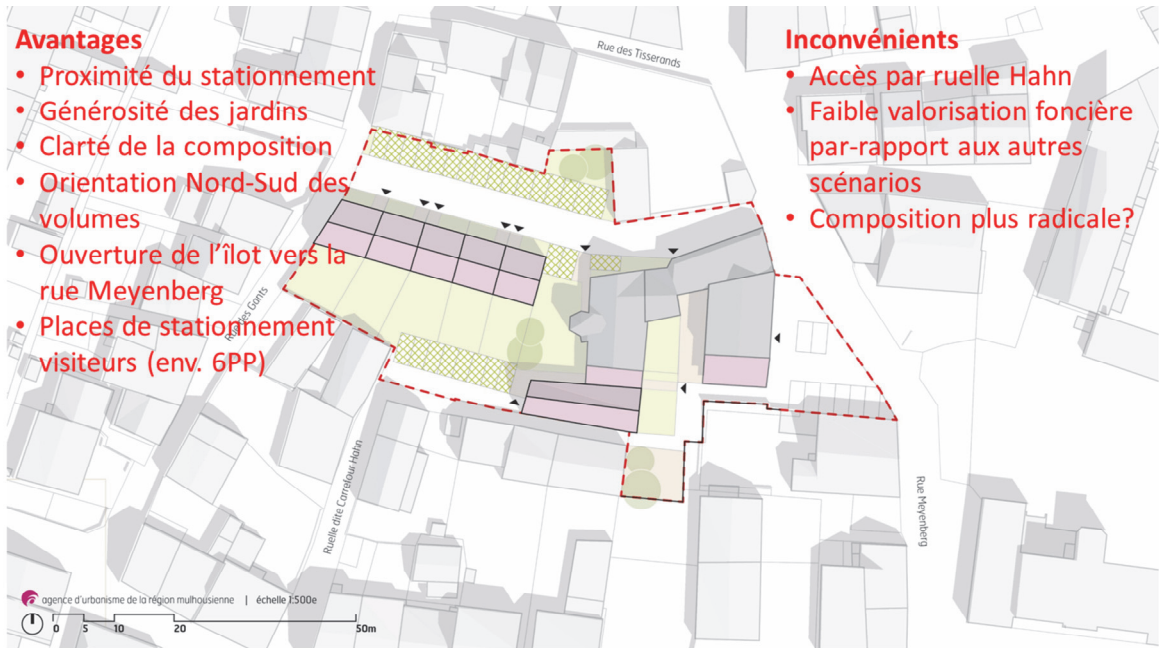 Avantages
• Proximité du stationnement
• Générosité des jardins
• Clarté de la composition
• Orientation Nord-Sud des
volumes
• Ouverture de l’îlot vers la
rue Meyenberg
• Places de stationnement
visiteurs (env. 6PP)
Inconvénients
• Accès par ruelle Hahn
• Faible valorisation foncière
par-rapport aux autres
scénarios
• Composition plus radicale?
Rue des Tisserands
Rue des Gonts
Ruelle dite Carrefour Hahn
Rue Meyenberg
agence d'urbanisme de la région mulhousienne | échelle 1:500e
0 5 10 20 50m